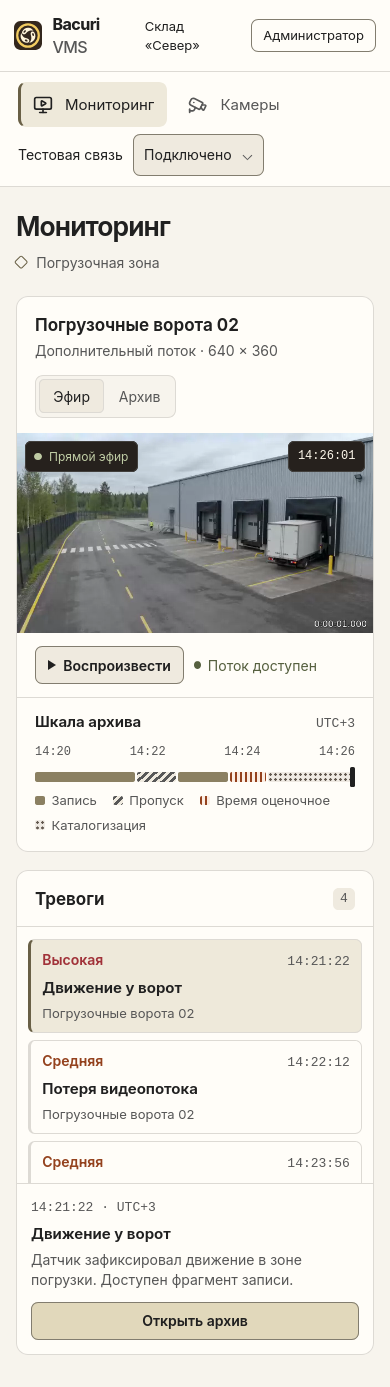 Bacuri
VMS
Склад
«Север»
Администратор
Мониторинг
Камеры
Тестовая связь
Подключено
Мониторинг
Погрузочная зона
Погрузочные ворота 02
Дополнительный поток · 640 × 360
Эфир
Архив
Прямой эфир
14:26:01
0:00:01.000
Воспроизвести
Поток доступен
Шкала архива
UTC+3
14:20
14:22
14:24
14:26
Запись
Пропуск
Время оценочное
Каталогизация
Тревоги
4
Высокая
14:21:22
Движение у ворот
Погрузочные ворота 02
Средняя
14:22:12
Потеря видеопотока
Погрузочные ворота 02
Средняя
14:23:56
14:21:22 · UTC+3
Движение у ворот
Датчик зафиксировал движение в зоне
погрузки. Доступен фрагмент записи.
Открыть архив